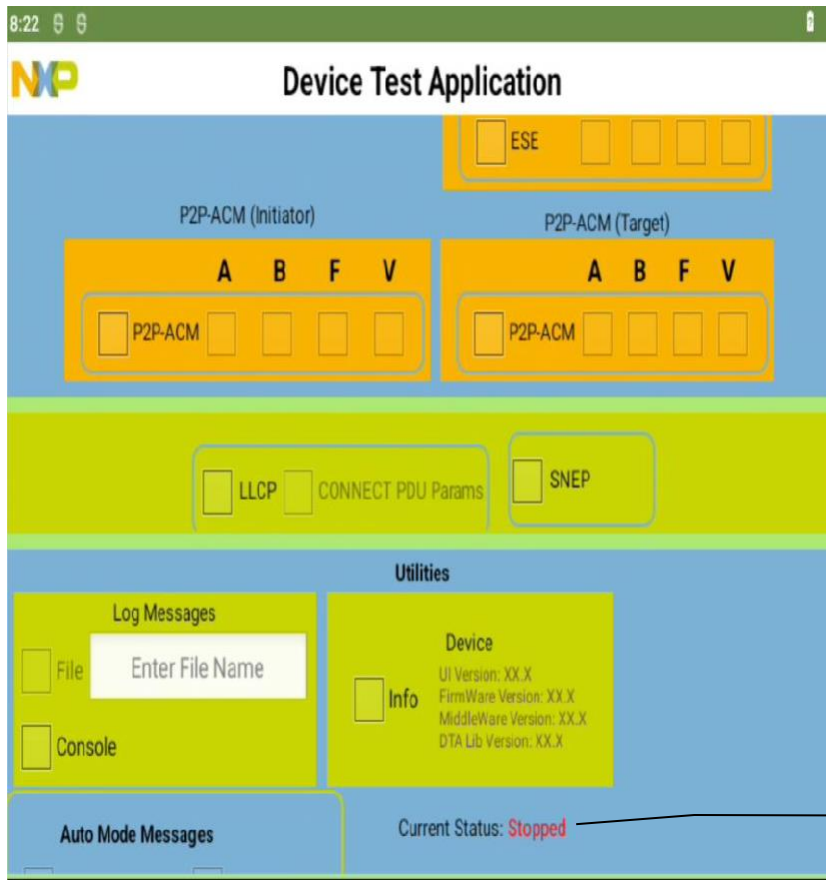 8:22
NXP
Device Test Application
ESE
P2P-ACM (Initiator)
P2P-ACM (Target)
A B F V
A B F V
P2P-ACM
P2P-ACM
LLCP
CONNECT PDU Params
SNEP
Utilities
Log Messages
File
Enter File Name
Console
Device
Info
UI Version: XX.X
FirmWare Version: XX.X
MiddleWare Version: XX.X
DTA Lib Version: XX.X
Auto Mode Messages
Current Status: Stopped